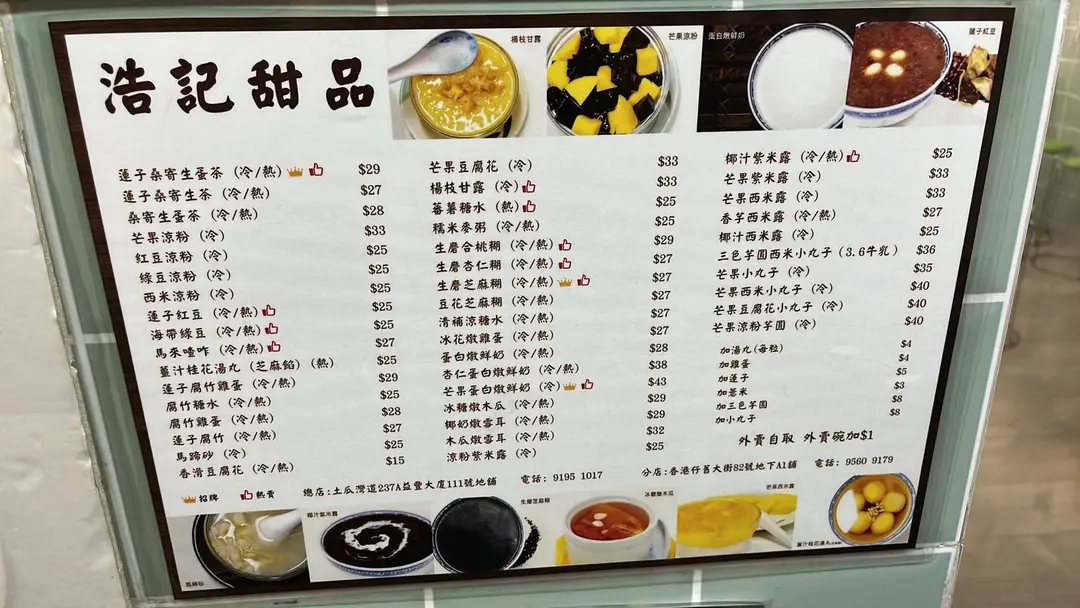 浩記甜品
楊枝甘露
芒果涼粉
蛋白燉鮮奶
蓮子紅豆
蓮子桑寄生蛋茶（冷/熱） $29
蓮子桑寄生茶（冷/熱） $27
桑寄生蛋茶（冷/熱） $28
芒果涼粉（冷） $33
紅豆涼粉（冷） $25
綠豆涼粉（冷） $25
西米涼粉（冷） $25
蓮子紅豆（冷/熱） $25
海帶綠豆（冷/熱） $25
馬來喳咋（冷/熱） $27
薑汁桂花湯丸（芝麻餡）（熱） $25
蓮子腐竹雞蛋（冷/熱） $29
腐竹糖水（冷/熱） $25
腐竹雞蛋（冷/熱） $28
蓮子腐竹（冷/熱） $27
馬蹄砂（冷） $25
香滑豆腐花（冷/熱） $15
芒果豆腐花（冷） $33
楊枝甘露（冷） $33
蕃薯糖水（熱） $25
糯米麥粥（冷/熱） $25
生磨合桃糊（冷/熱） $29
生磨杏仁糊（冷/熱） $27
生磨芝麻糊（冷/熱） $27
豆花芝麻糊（冷/熱） $27
清補涼糖水（冷/熱） $27
冰花燉雞蛋（冷/熱） $27
蛋白燉鮮奶（冷/熱） $28
杏仁蛋白燉鮮奶（冷/熱） $38
芒果蛋白燉鮮奶（冷） $43
冰糖燉木瓜（冷/熱） $29
椰奶燉雪耳（冷/熱） $29
木瓜燉雪耳（冷/熱） $32
涼粉紫米露（冷） $25
椰汁紫米露（冷/熱） $25
芒果紫米露（冷） $33
芒果西米露（冷） $33
香芋西米露（冷/熱） $27
椰汁西米露（冷） $25
三色芋圓西米小丸子（3.6牛乳） $36
芒果小丸子（冷） $35
芒果西米小丸子（冷） $40
芒果豆腐花小丸子（冷） $40
芒果涼粉芋圓（冷） $40
加湯丸(每粒) $4
加雞蛋 $4
加蓮子 $5
加薏米 $3
加三色芋圓 $8
加小丸子 $8
外賣自取 外賣碗加$1
招牌 熱賣
總店:土瓜灣道237A益豐大廈111號地舖 電話: 9195 1017
分店:香港仔舊大街82號地下A1舖 電話: 9560 9179
馬蹄砂
椰汁紫米露
生磨芝麻糊
冰糖燉木瓜
芒果西米露
薑汁桂花湯丸